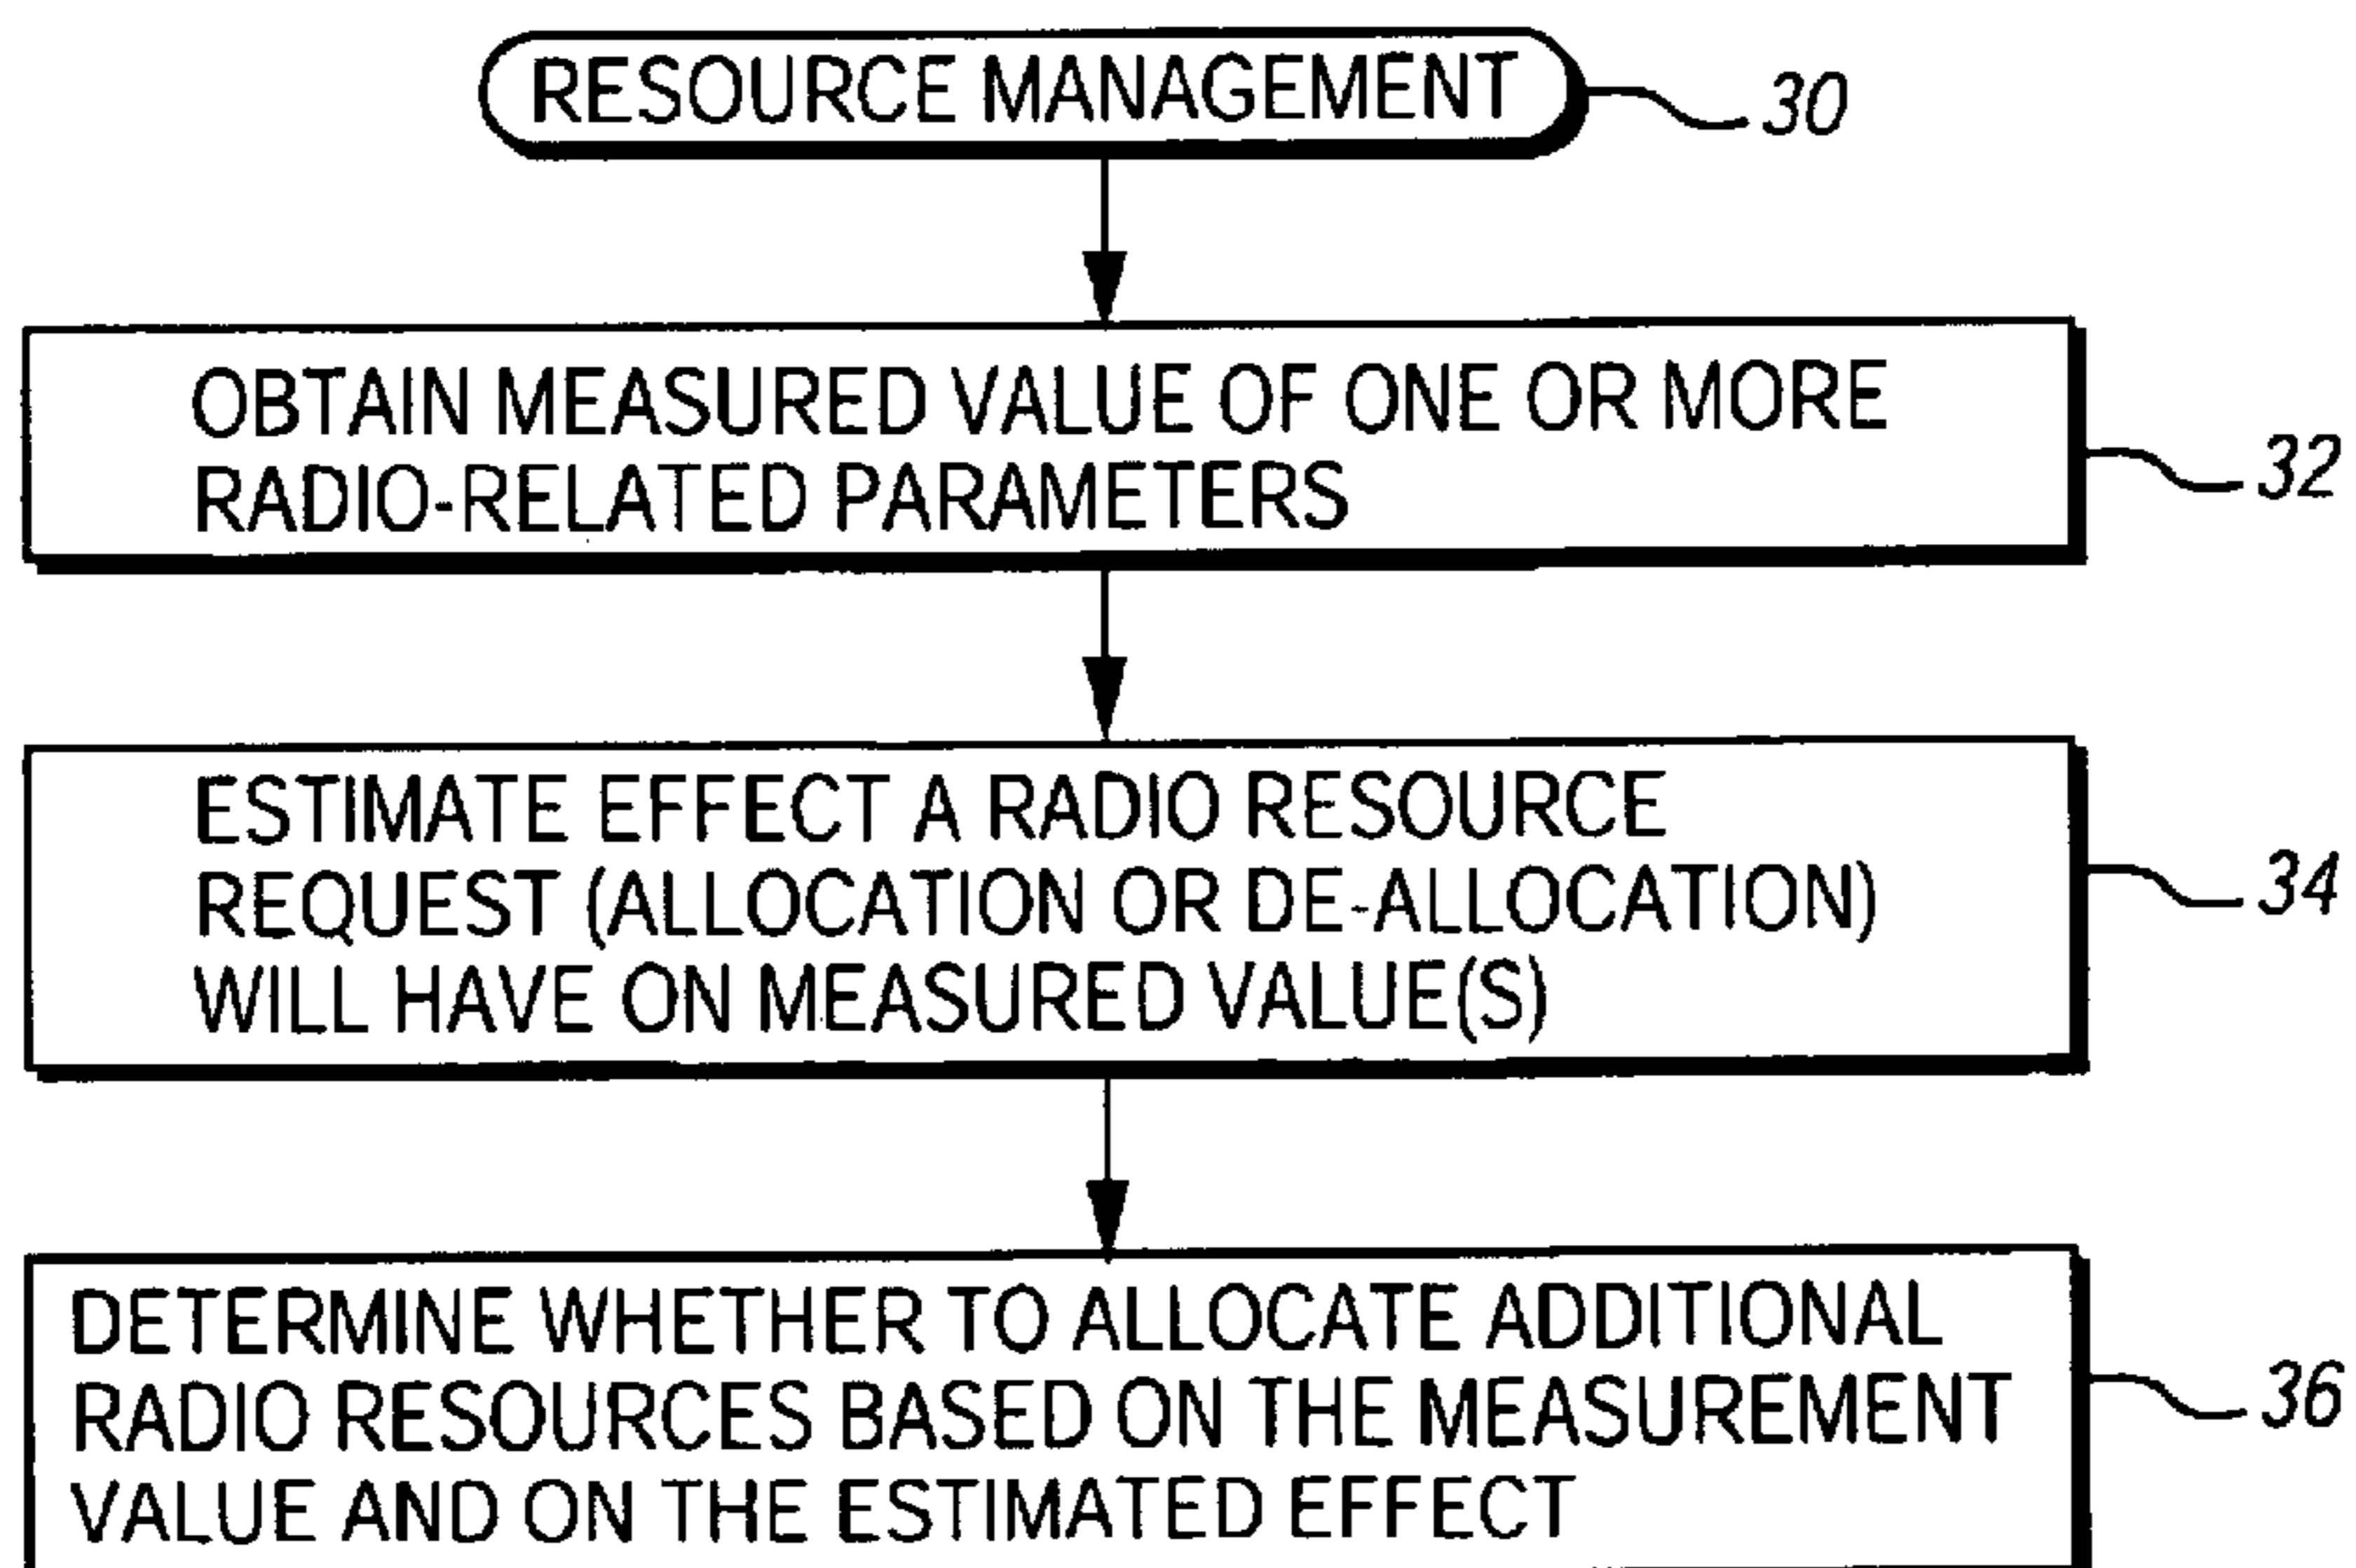 RESOURCE MANAGEMENT
30
OBTAIN MEASURED VALUE OF ONE OR MORE
RADIO-RELATED PARAMETERS
32
ESTIMATE EFFECT A RADIO RESOURCE
REQUEST (ALLOCATION OR DE-ALLOCATION)
WILL HAVE ON MEASURED VALUE(S)
34
DETERMINE WHETHER TO ALLOCATE ADDITIONAL
RADIO RESOURCES BASED ON THE MEASUREMENT
VALUE AND ON THE ESTIMATED EFFECT
36